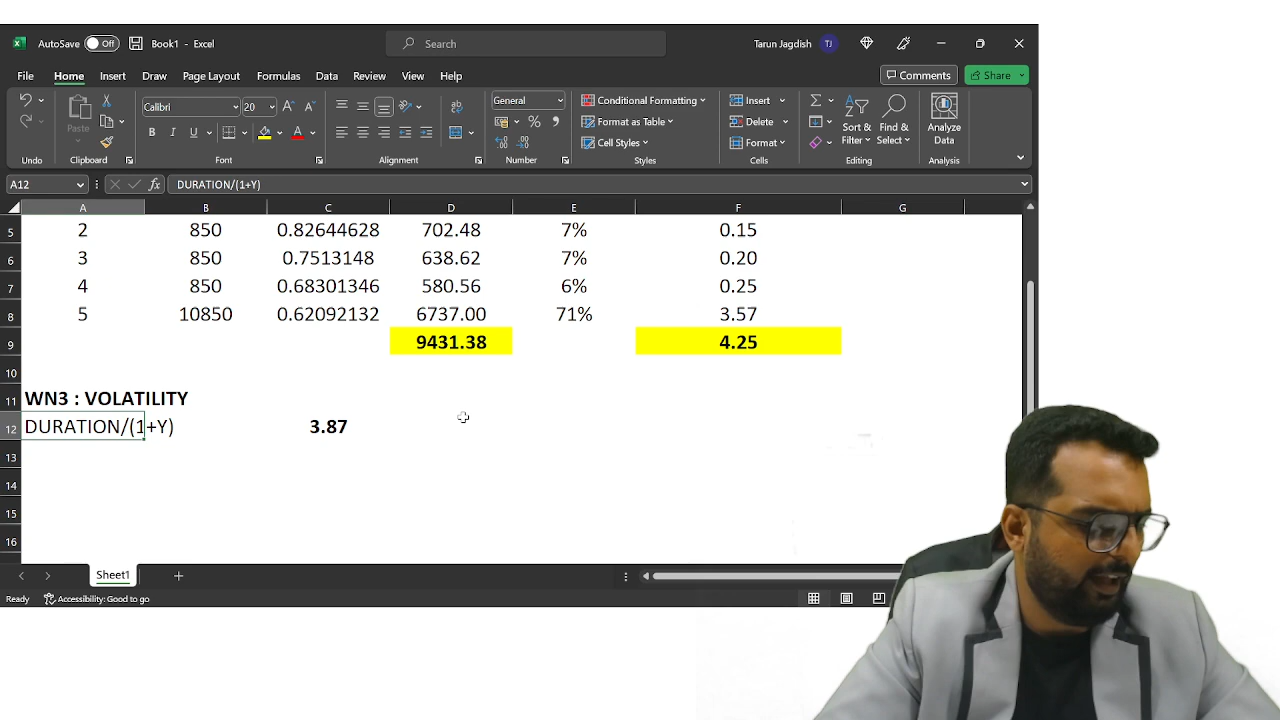 AutoSave Off Book1 - Excel Search Tarun Jagdish TJ
File Home Insert Draw Page Layout Formulas Data Review View Help Comments Share
Calibri 20 General Conditional Formatting Insert
Paste Format as Table Delete Sort & Find & Analyze
B I U A Cell Styles Format Filter Select Data
Undo Clipboard Font Alignment Number Styles Cells Editing Analysis
A12 fx DURATION/(1+Y)
A B C D E F G
5 2 850 0.82644628 702.48 7% 0.15
6 3 850 0.7513148 638.62 7% 0.20
7 4 850 0.68301346 580.56 6% 0.25
8 5 10850 0.62092132 6737.00 71% 3.57
9 9431.38 4.25
10
11 WN3 : VOLATILITY
12 DURATION/(1+Y) 3.87
13
14
15
16
Sheet1
Ready Accessibility: Good to go